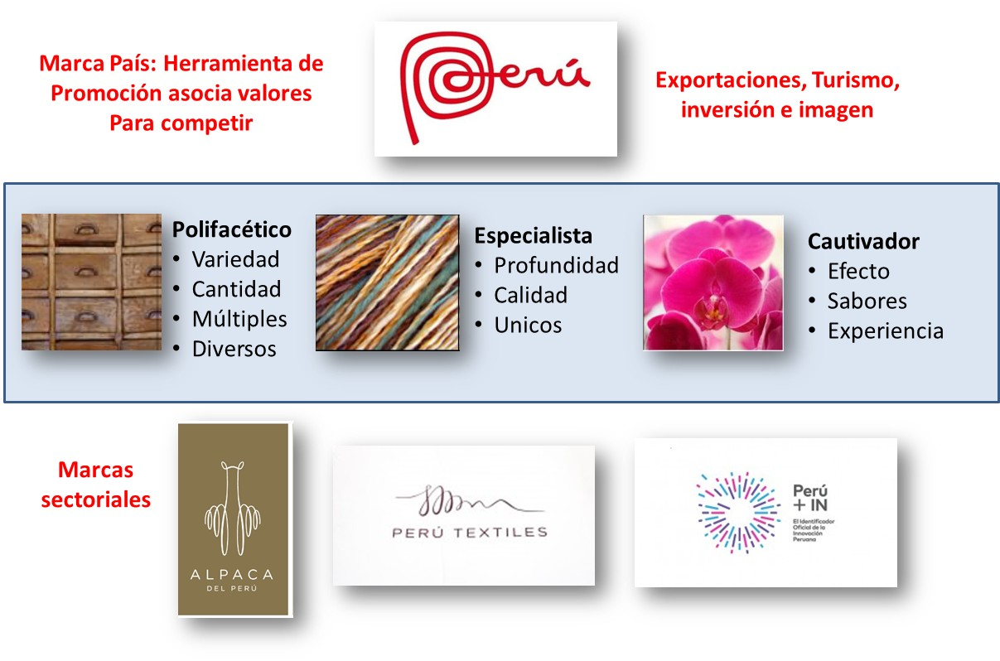 Marca País: Herramienta de
Promoción asocia valores
Para competir
Perú
Exportaciones, Turismo,
inversión e imagen
Polifacético
• Variedad
• Cantidad
• Múltiples
• Diversos
Especialista
• Profundidad
• Calidad
• Unicos
Cautivador
• Efecto
• Sabores
• Experiencia
Marcas
sectoriales
ALPACA
DEL PERÚ
PERÚ TEXTILES
Perú
+ IN
El Identificador
Oficial de la
Innovación
Peruana